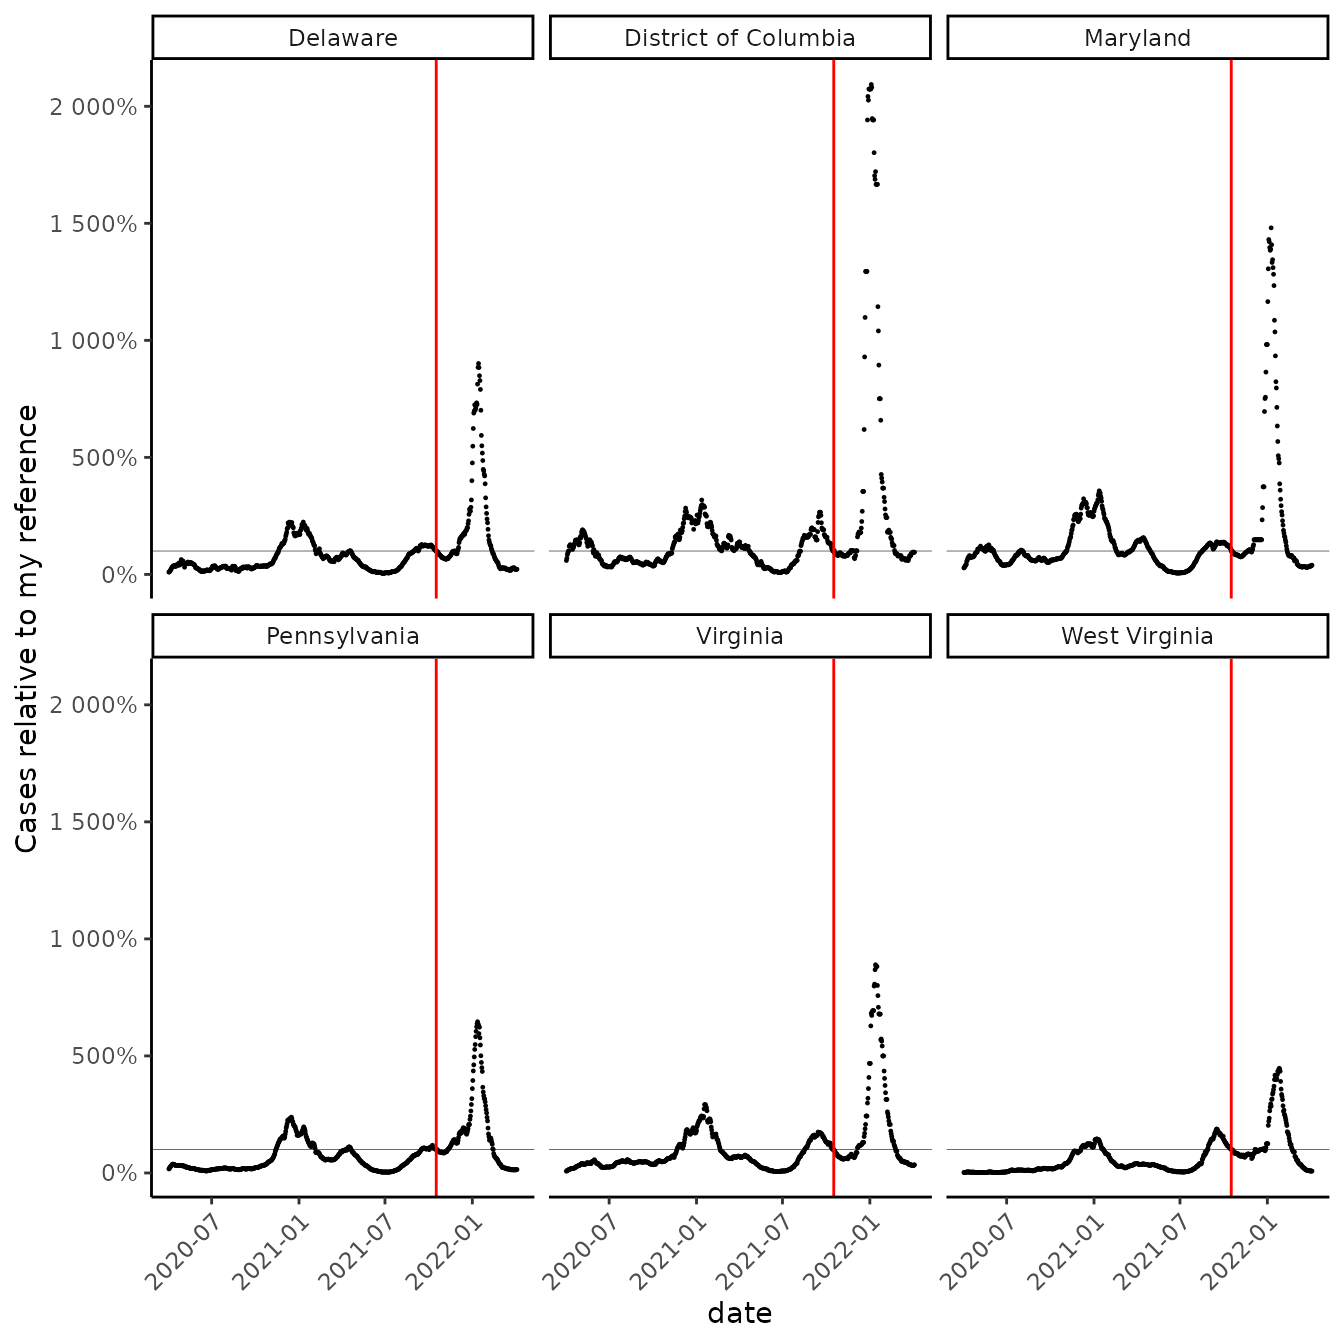 Delaware
District of Columbia
Maryland
2 000%
1 500%
1 000%
500%
0%
Pennsylvania
Virginia
West Virginia
2 000%
1 500%
1 000%
500%
0%
Cases relative to my reference
2020-07
2021-01
2021-07
2022-01
2020-07
2021-01
2021-07
2022-01
2020-07
2021-01
2021-07
2022-01
date